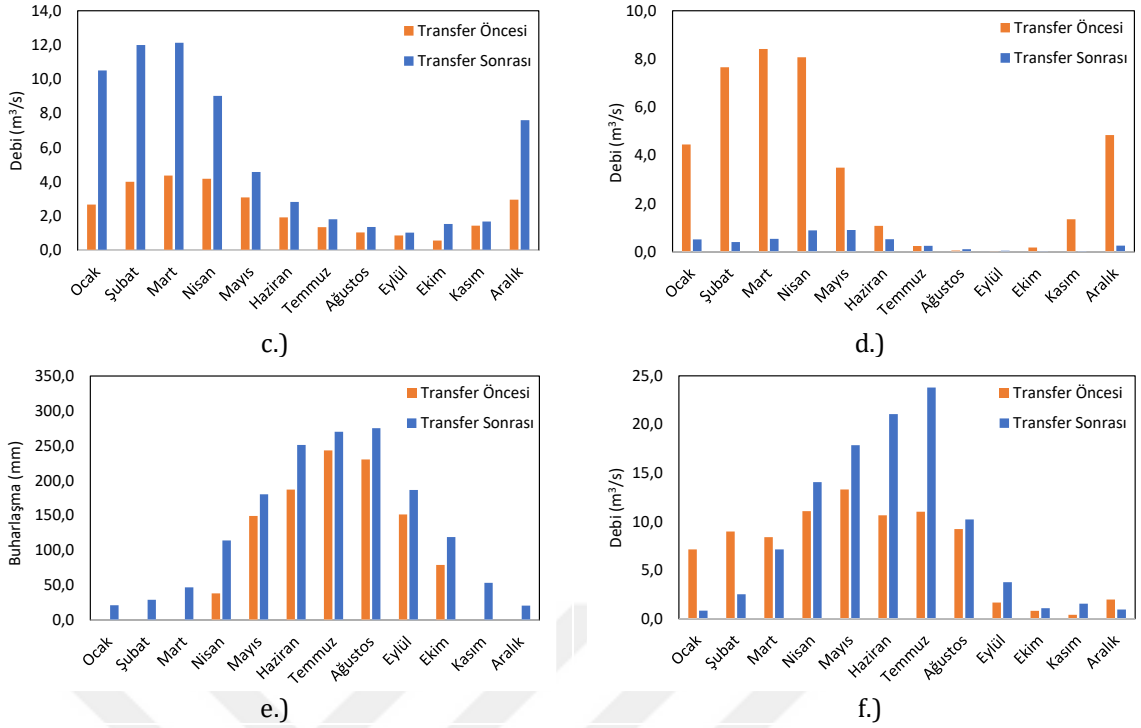 14,0
12,0
10,0
8,0
6,0
4,0
2,0
0,0
Debi (m³/s)
Transfer Öncesi
Transfer Sonrası
Ocak
Şubat
Mart
Nisan
Mayıs
Haziran
Temmuz
Ağustos
Eylül
Ekim
Kasım
Aralık
c.)
10,0
8,0
6,0
4,0
2,0
0,0
Debi (m³/s)
Transfer Öncesi
Transfer Sonrası
Ocak
Şubat
Mart
Nisan
Mayıs
Haziran
Temmuz
Ağustos
Eylül
Ekim
Kasım
Aralık
d.)
350,0
300,0
250,0
200,0
150,0
100,0
50,0
0,0
Buharlaşma (mm)
Transfer Öncesi
Transfer Sonrası
Ocak
Şubat
Mart
Nisan
Mayıs
Haziran
Temmuz
Ağustos
Eylül
Ekim
Kasım
Aralık
e.)
25,0
20,0
15,0
10,0
5,0
0,0
Debi (m³/s)
Transfer Öncesi
Transfer Sonrası
Ocak
Şubat
Mart
Nisan
Mayıs
Haziran
Temmuz
Ağustos
Eylül
Ekim
Kasım
Aralık
f.)